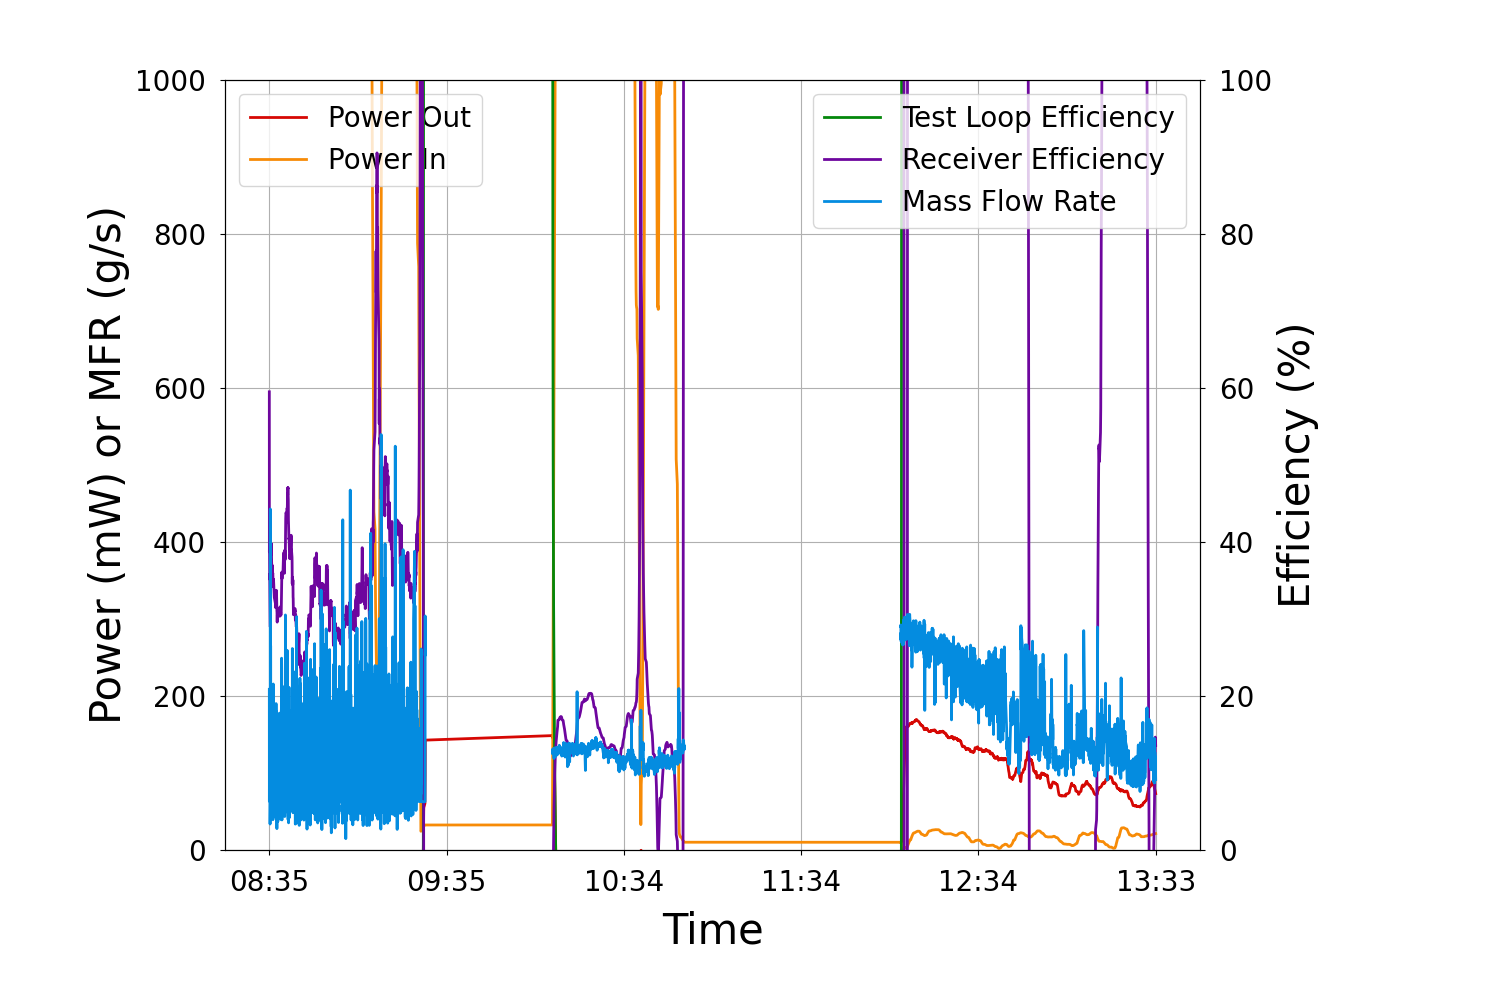 1000
800
600
400
200
0
Power (mW) or MFR (g/s)
Power Out
Power In
Test Loop Efficiency
Receiver Efficiency
Mass Flow Rate
100
80
60
40
20
0
Efficiency (%)
08:35 09:35 10:34 11:34 12:34 13:33
Time